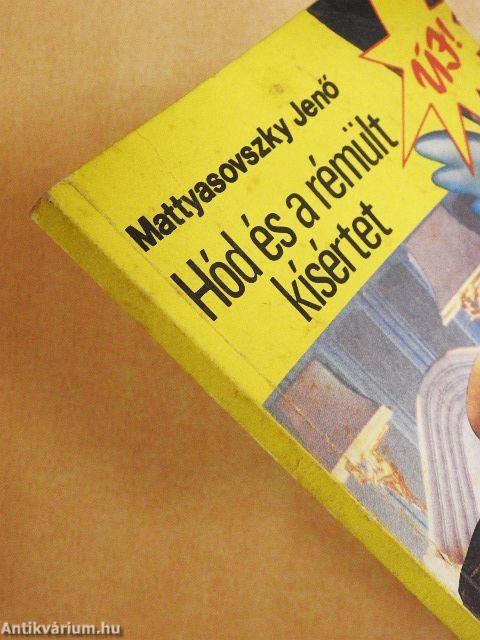 Mattyasovszky Jenő
Hód és a rémült
kísértet
ÚJ!
Antikvárium.hu